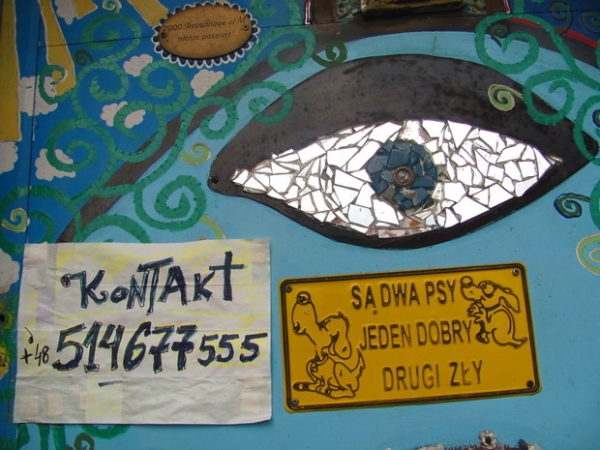 KONTAKT
+48 514677555
SĄ DWA PSY
JEDEN DOBRY
DRUGI ZŁY